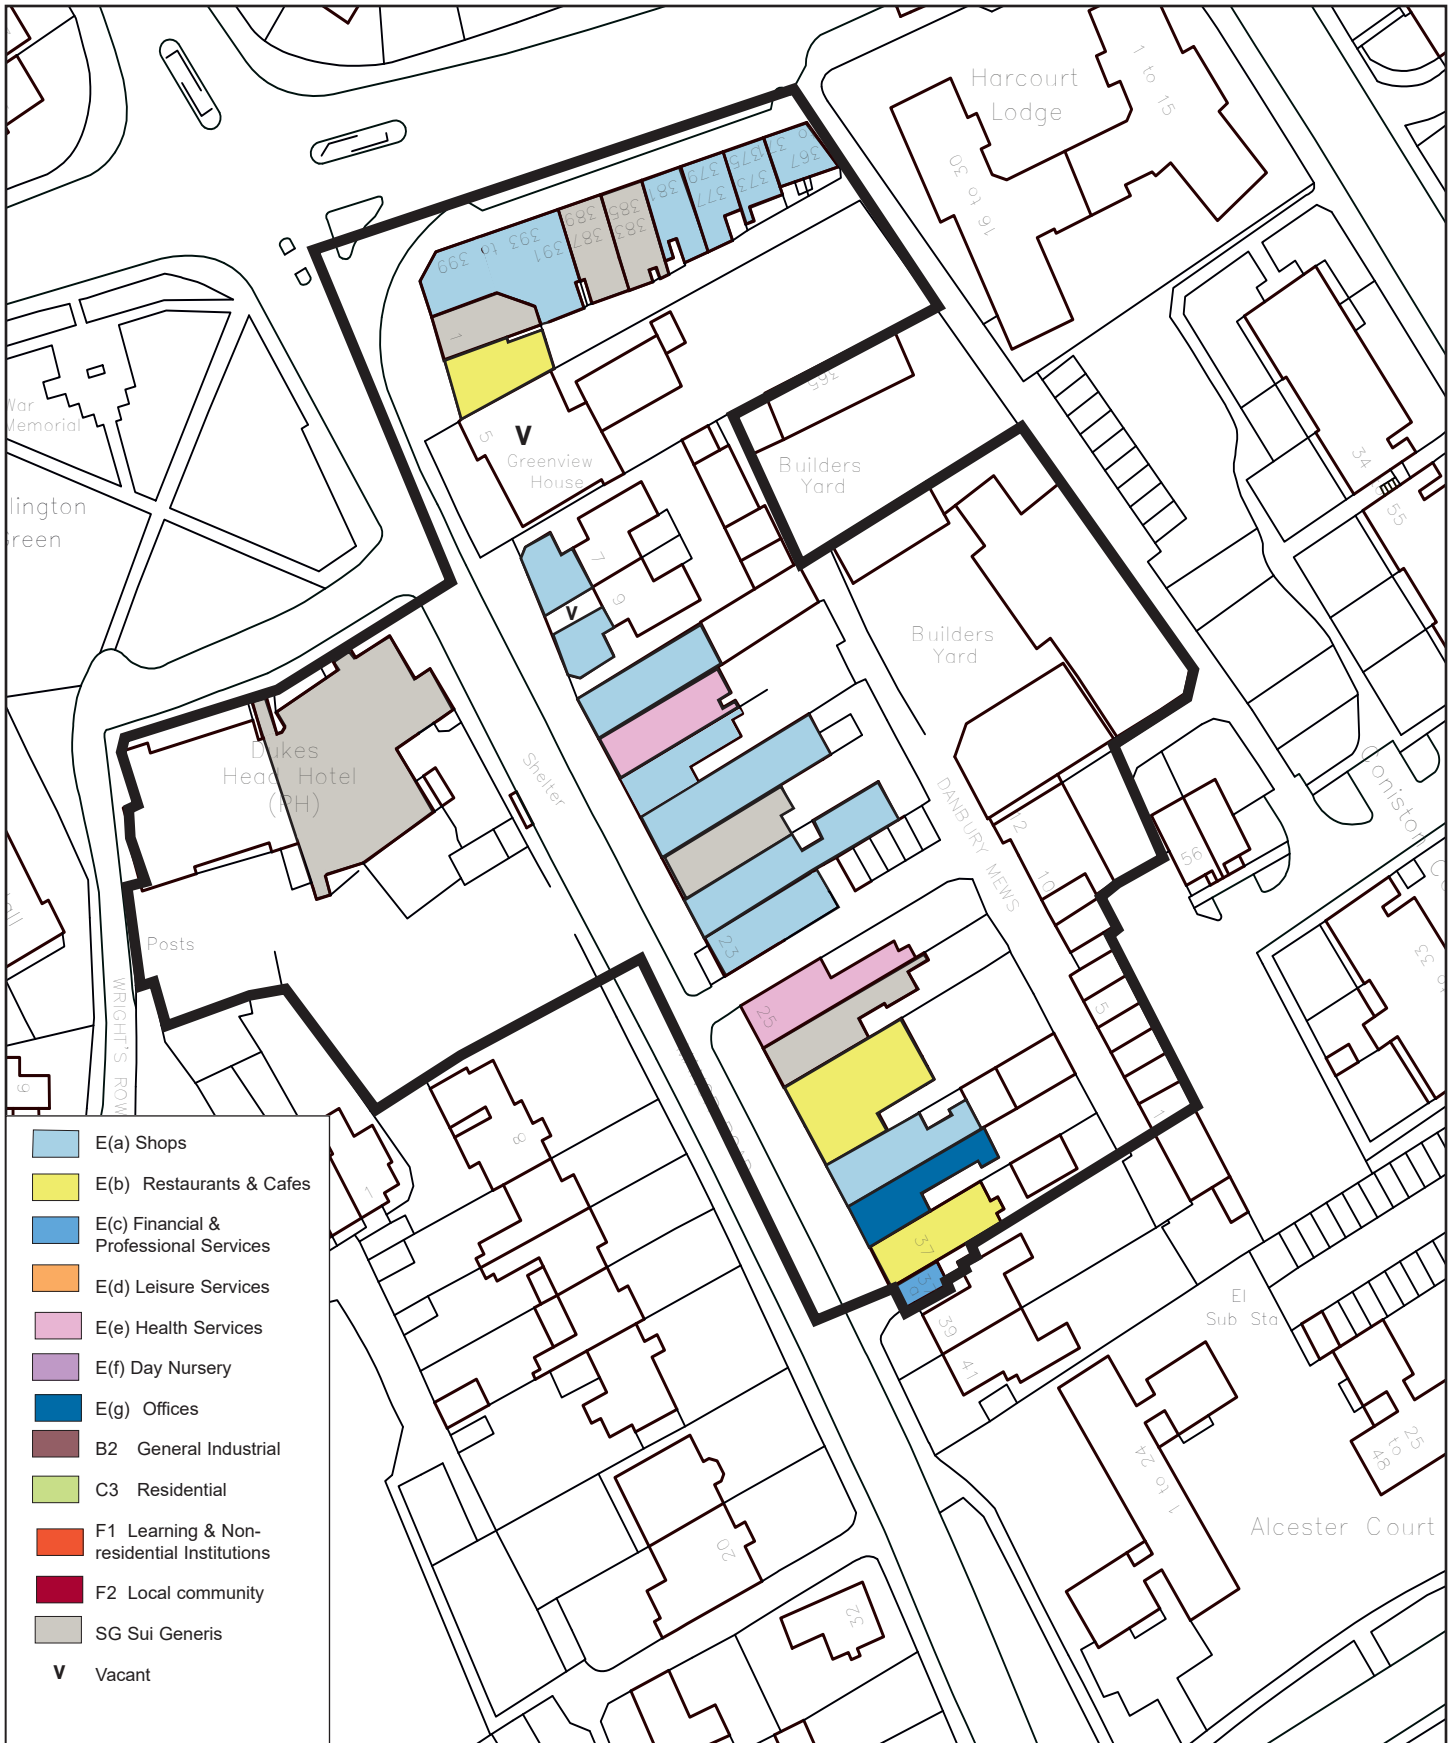 Harcourt
Lodge
1 to 15
16 to 30
367
373
375
377
379
381
383
385
387
389
391
393 to
399
1
365
War
Memorial
lington
Green
5
V
Greenview
House
Builders
Yard
7
9
V
34
55
Builders
Yard
Dukes
Head Hotel
(PH)
Shelter
DANBURY MEWS
12
10
56
Coniston
Posts
23
25
5
1
33
WRIGHT'S ROW
9
8
1
37
39
39
41
El
Sub Sta
1 to 24
25
to
48
Alcester Court
20
32
E(a) Shops
E(b) Restaurants & Cafes
E(c) Financial &
Professional Services
E(d) Leisure Services
E(e) Health Services
E(f) Day Nursery
E(g) Offices
B2 General Industrial
C3 Residential
F1 Learning & Non-
residential Institutions
F2 Local community
SG Sui Generis
V Vacant